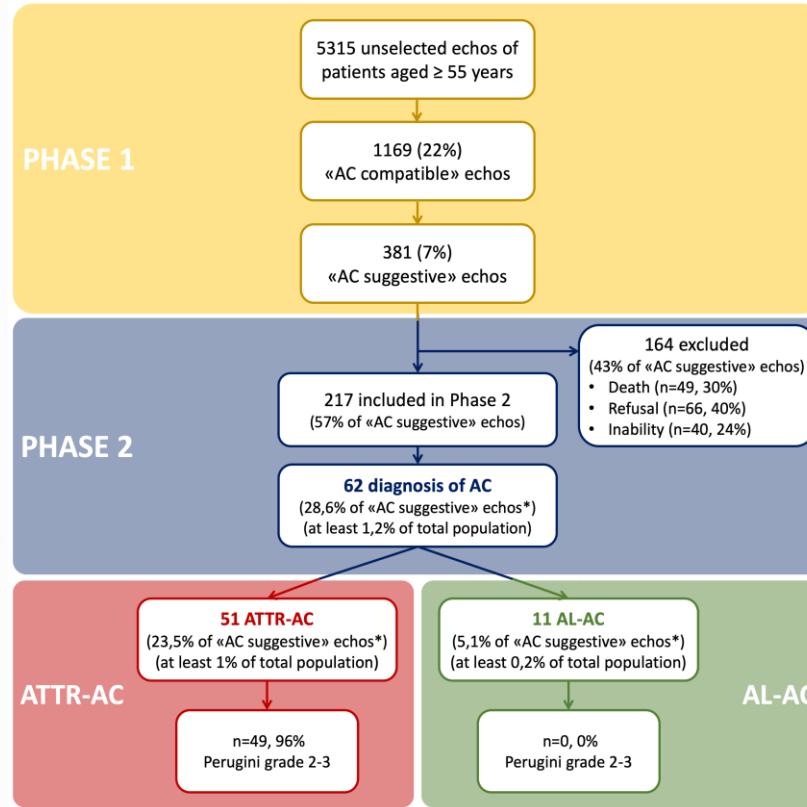 5315 unselected echos of
patients aged ≥ 55 years
PHASE 1
1169 (22%)
«AC compatible» echos
381 (7%)
«AC suggestive» echos
164 excluded
(43% of «AC suggestive» echos)
• Death (n=49, 30%)
• Refusal (n=66, 40%)
• Inability (n=40, 24%)
217 included in Phase 2
(57% of «AC suggestive» echos)
PHASE 2
62 diagnosis of AC
(28,6% of «AC suggestive» echos*)
(at least 1,2% of total population)
51 ATTR-AC
(23,5% of «AC suggestive» echos*)
(at least 1% of total population)
11 AL-AC
(5,1% of «AC suggestive» echos*)
(at least 0,2% of total population)
ATTR-AC
AL-AC
n=49, 96%
Perugini grade 2-3
n=0, 0%
Perugini grade 2-3